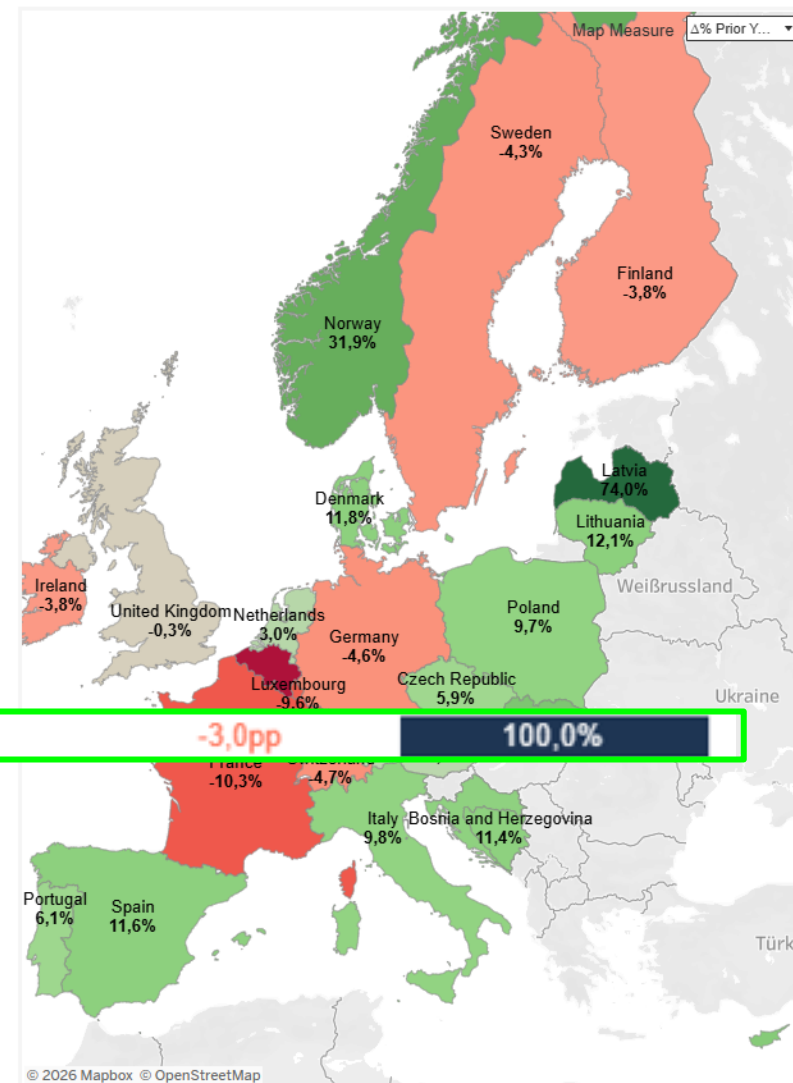 Map Measure
Δ% Prior Y...
Sweden
-4,3%
Finland
-3,8%
Norway
31,9%
Latvia
74,0%
Denmark
11,8%
Lithuania
12,1%
Ireland
-3,8%
United Kingdom
-0,3%
Netherlands
3,0%
Germany
-4,6%
Poland
9,7%
Weißrussland
Czech Republic
5,9%
Luxembourg
-9,6%
Ukraine
-3,0pp
100,0%
France
-10,3%
-4,7%
Italy
9,8%
Bosnia and Herzegovina
11,4%
Portugal
6,1%
Spain
11,6%
Türk
© 2026 Mapbox © OpenStreetMap